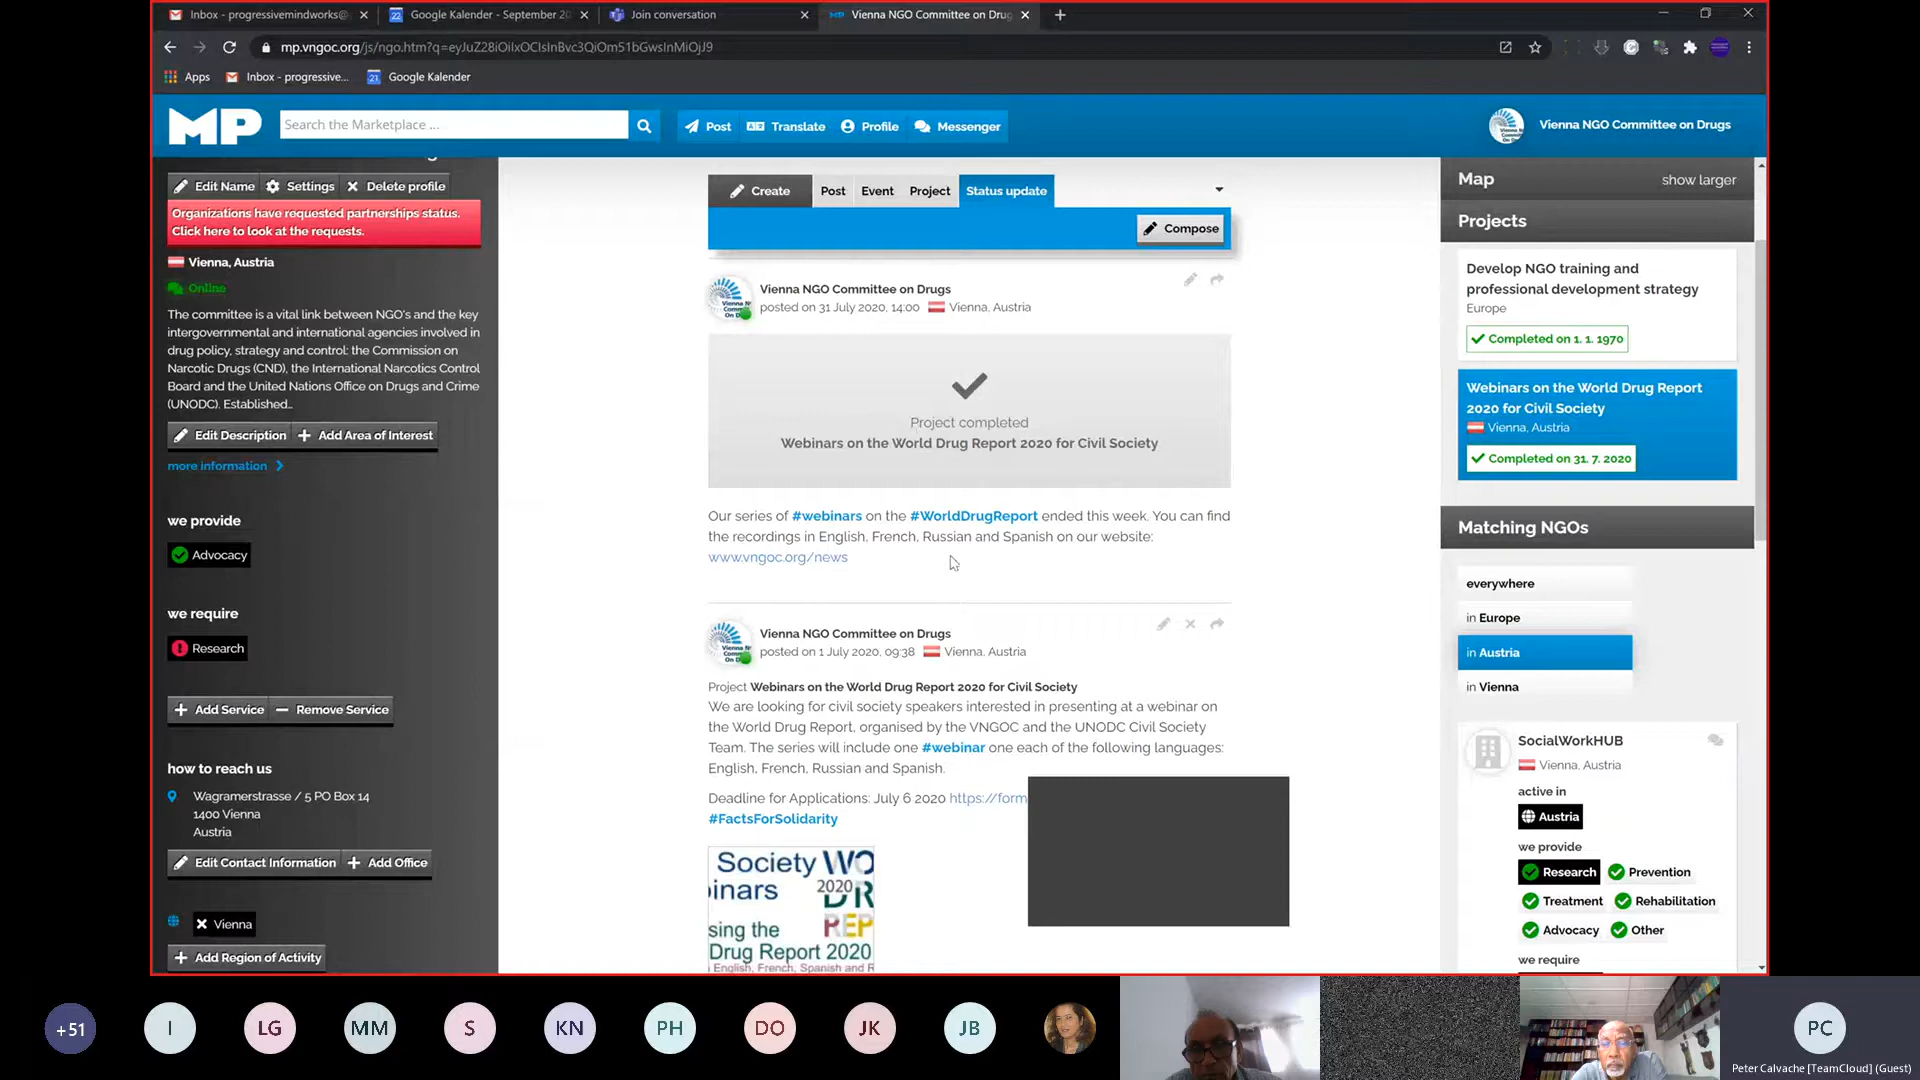 Inbox - progressivemindworks@
Google Kalender - September 20
Join conversation
Vienna NGO Committee on Drug
mp.vngoc.org/js/ngo.htm?q=eyJuZ28iOiIxOCIsInBvc3QiOm51bGwsInMiOjJ9
Apps
Inbox - progressive...
Google Kalender
MP
Search the Marketplace ...
Post
Translate
Profile
Messenger
Vienna NGO Committee on Drugs
Edit Name
Settings
Delete profile
Organizations have requested partnerships status.
Click here to look at the requests.
Vienna, Austria
Online
The committee is a vital link between NGO's and the key
intergovernmental and international agencies involved in
drug policy, strategy and control: the Commission on
Narcotic Drugs (CND), the International Narcotics Control
Board and the United Nations Office on Drugs and Crime
(UNODC). Established...
Edit Description
Add Area of Interest
more information
we provide
Advocacy
we require
Research
Add Service
Remove Service
how to reach us
Wagramerstrasse / 5 PO Box 14
1400 Vienna
Austria
Edit Contact Information
Add Office
Vienna
Add Region of Activity
Create
Post
Event
Project
Status update
Compose
Vienna NGO Committee on Drugs
posted on 31 July 2020, 14:00 Vienna, Austria
Project completed
Webinars on the World Drug Report 2020 for Civil Society
Our series of #webinars on the #WorldDrugReport ended this week. You can find
the recordings in English, French, Russian and Spanish on our website:
www.vngoc.org/news
Vienna NGO Committee on Drugs
posted on 1 July 2020, 09:38 Vienna, Austria
Project Webinars on the World Drug Report 2020 for Civil Society
We are looking for civil society speakers interested in presenting at a webinar on
the World Drug Report, organised by the VNGOC and the UNODC Civil Society
Team. The series will include one #webinar one each of the following languages:
English, French, Russian and Spanish.
Deadline for Applications: July 6 2020 https://form
#FactsForSolidarity
Society WO
inars 2020 DR
REP
sing the
Drug Report 2020
English, French, Spanish and R
Map
show larger
Projects
Develop NGO training and
professional development strategy
Europe
Completed on 1. 1. 1970
Webinars on the World Drug Report
2020 for Civil Society
Vienna, Austria
Completed on 31. 7. 2020
Matching NGOs
everywhere
in Europe
in Austria
in Vienna
SocialWorkHUB
Vienna, Austria
active in
Austria
we provide
Research
Prevention
Treatment
Rehabilitation
Advocacy
Other
we require
+51
I
LG
MM
S
KN
PH
DO
JK
JB
PC
Peter Calvache [TeamCloud] (Guest)